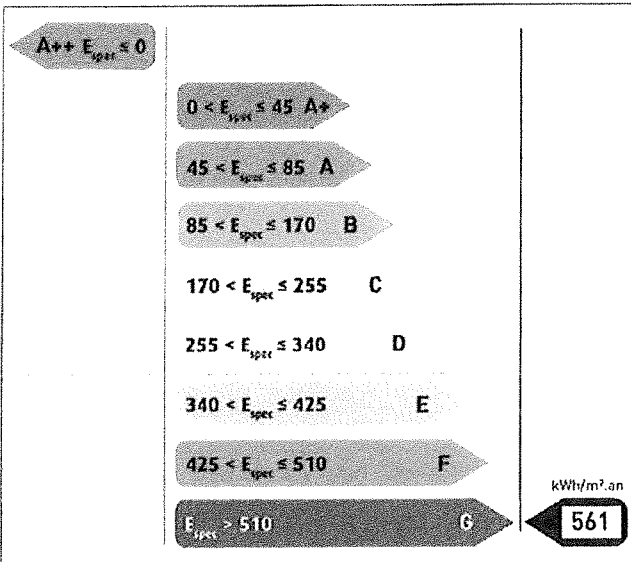 A++ Espec ≤ 0
0 < Espec ≤ 45 A+
45 < Espec ≤ 85 A
85 < Espec ≤ 170 B
170 < Espec ≤ 255 C
255 < Espec ≤ 340 D
340 < Espec ≤ 425 E
425 < Espec ≤ 510 F
Espec > 510 G
kWh/m².an
561